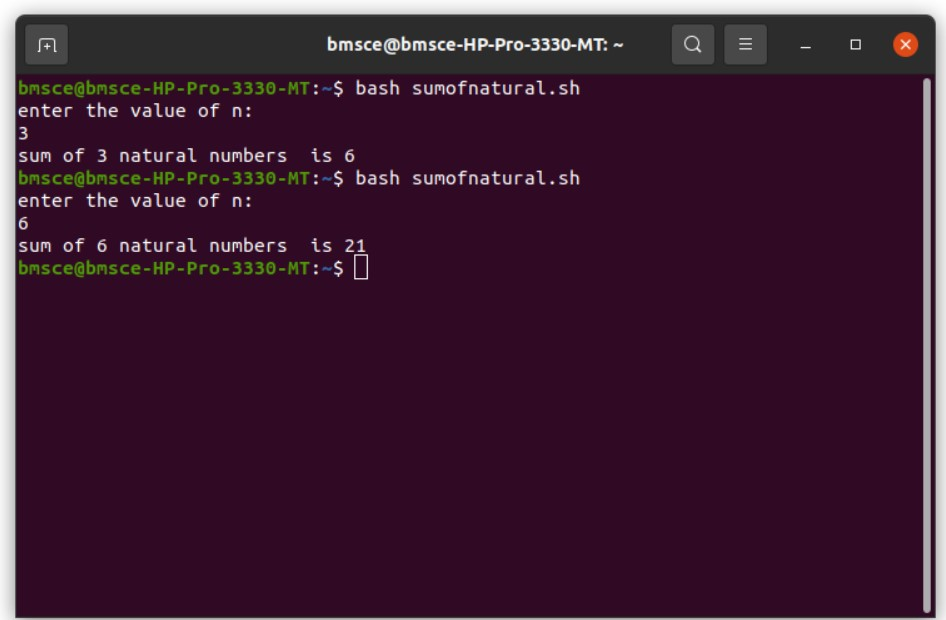 bmsce@bmsce-HP-Pro-3330-MT: ~
bmsce@bmsce-HP-Pro-3330-MT:~$ bash sumofnatural.sh
enter the value of n:
3
sum of 3 natural numbers  is 6
bmsce@bmsce-HP-Pro-3330-MT:~$ bash sumofnatural.sh
enter the value of n:
6
sum of 6 natural numbers  is 21
bmsce@bmsce-HP-Pro-3330-MT:~$